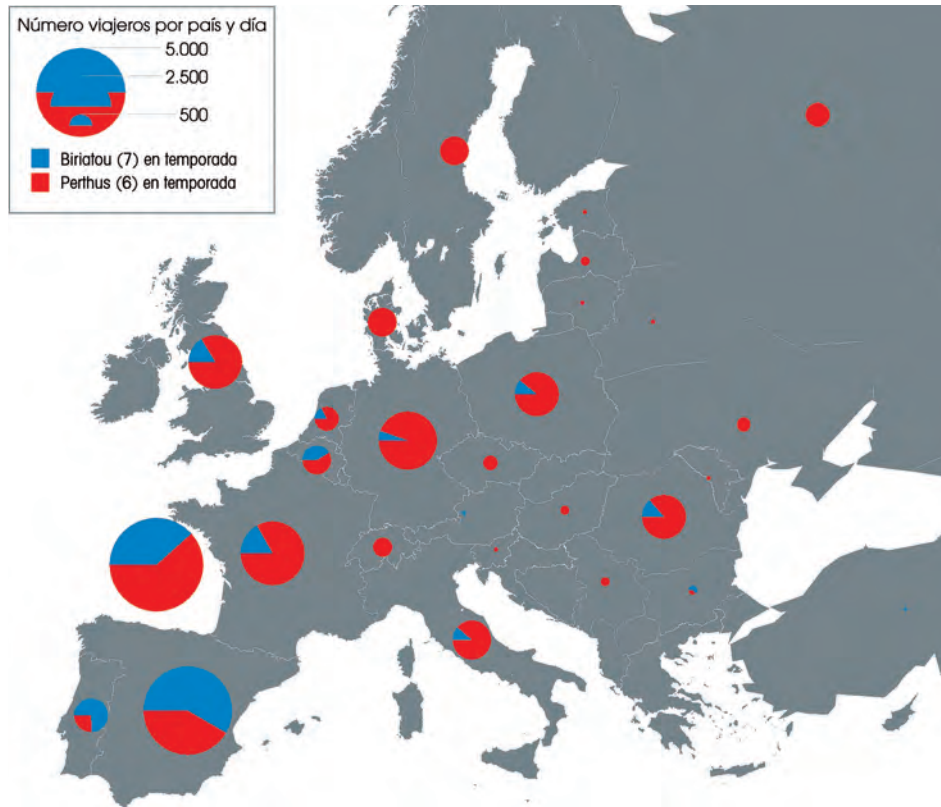 Número viajeros por país y día
5.000
2.500
500
Biriatou (7) en temporada
Perthus (6) en temporada